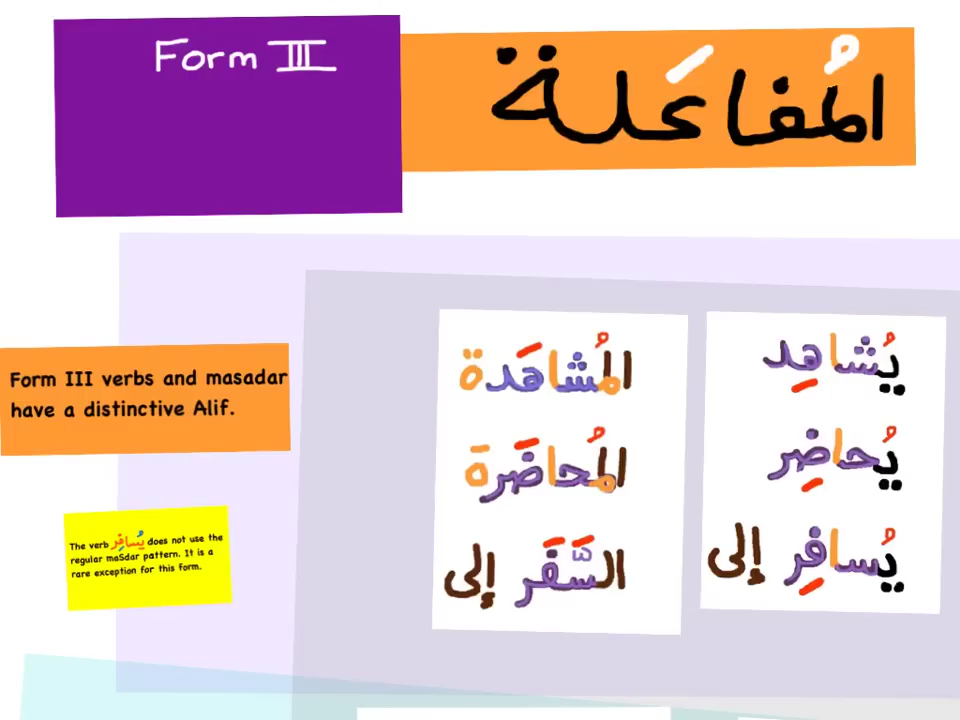 Form III
المُفاعَلة
Form III verbs and masadar
have a distinctive Alif.
The verb يُسافِر does not use the
regular maSdar pattern. It is a
rare exception for this form.
يُشاهِد
يُحاضِر
يُسافِر إلى
المُشاهَدة
المُحاضَرة
السَّفَر إلى